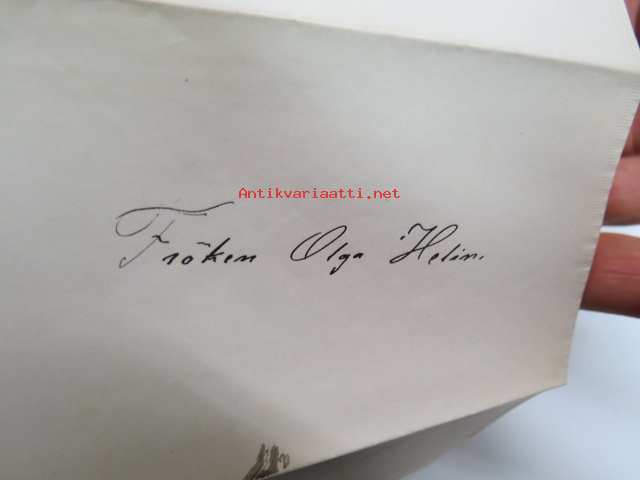 Antikvariaatti.net
Fröken Olga Helin.